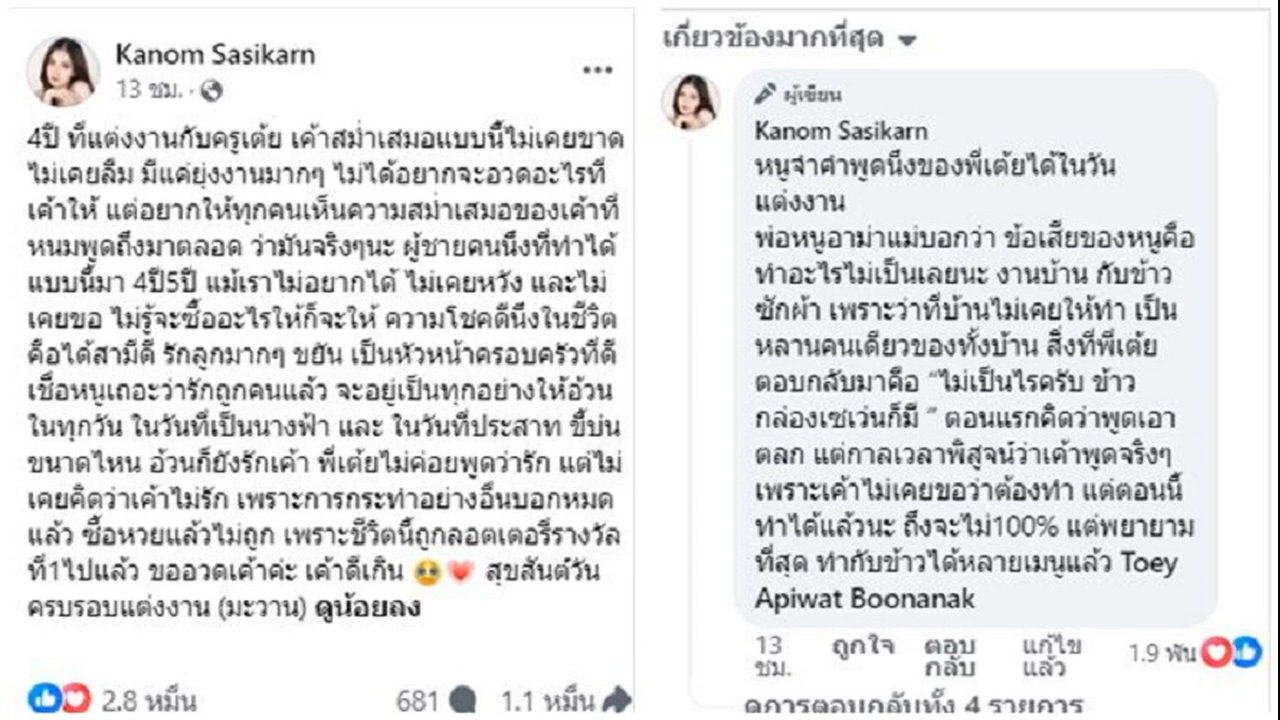 Kanom Sasikarn
13 ชม. ·
4ปี ที่แต่งงานกับครูเต้ย เค้าสม่ำเสมอแบบนี้ไม่เคยขาด
ไม่เคยลืม มีแค่ยุ่งงานมากๆ ไม่ได้อยากจะอวดอะไรที่
เค้าให้ แต่อยากให้ทุกคนเห็นความสม่ำเสมอของเค้าที่
หนมพูดถึงมาตลอด ว่ามันจริงๆนะ ผู้ชายคนนึงที่ทำได้
แบบนี้มา 4ปี5ปี แม้เราไม่อยากได้ ไม่เคยหวัง และไม่
เคยขอ ไม่รู้จะซื้ออะไรให้ก็จะให้ ความโชคดีนึงในชีวิต
คือได้สามีดี รักลูกมากๆ ขยัน เป็นหัวหน้าครอบครัวที่ดี
เชื่อหนูเถอะว่ารักถูกคนแล้ว จะอยู่เป็นทุกอย่างให้อ้วน
ในทุกวัน ในวันที่เป็นนางฟ้า และ ในวันที่ประสาท ขี้บ่น
ขนาดไหน อ้วนก็ยังรักเค้า พี่เต้ยไม่ค่อยพูดว่ารัก แต่ไม่
เคยคิดว่าเค้าไม่รัก เพราะการกระทำอย่างอื่นบอกหมด
แล้ว ซื้อหวยแล้วไม่ถูก เพราะชีวิตนี้ถูกลอตเตอรี่รางวัล
ที่1ไปแล้ว ขออวดเค้าค่ะ เค้าดีเกิน 🥹💗 สุขสันต์วัน
ครบรอบแต่งงาน (มะวาน) ดูน้อยลง
2.8 หมื่น 681 1.1 หมื่น
เกี่ยวข้องมากที่สุด
ผู้เขียน
Kanom Sasikarn
หนูจำคำพูดนึงของพี่เต้ยได้ในวัน
แต่งงาน
พ่อหนูอาม่าแม่บอกว่า ข้อเสียของหนูคือ
ทำอะไรไม่เป็นเลยนะ งานบ้าน กับข้าว
ซักผ้า เพราะว่าที่บ้านไม่เคยให้ทำ เป็น
หลานคนเดียวของทั้งบ้าน สิ่งที่พี่เต้ย
ตอบกลับมาคือ “ไม่เป็นไรครับ ข้าว
กล่องเซเว่นก็มี ” ตอนแรกคิดว่าพูดเอา
ตลก แต่กาลเวลาพิสูจน์ว่าเค้าพูดจริงๆ
เพราะเค้าไม่เคยขอว่าต้องทำ แต่ตอนนี้
ทำได้แล้วนะ ถึงจะไม่100% แต่พยายาม
ที่สุด ทำกับข้าวได้หลายเมนูแล้ว Toey
Apiwat Boonanak
13 ชม. ถูกใจ ตอบกลับ แก้ไขแล้ว 1.9 พัน
ดูการตอบกลับทั้ง 4 รายการ